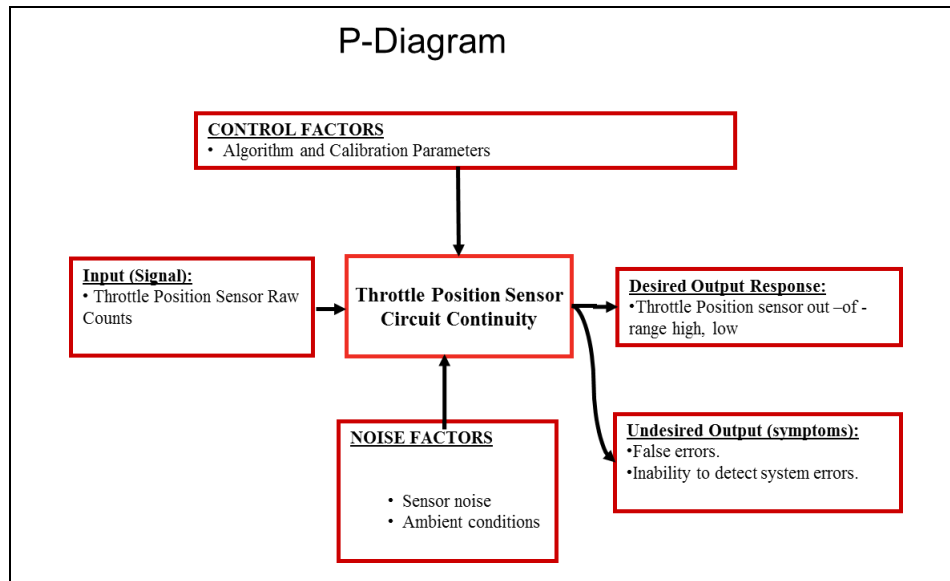 P-Diagram
CONTROL FACTORS
• Algorithm and Calibration Parameters
Input (Signal):
• Throttle Position Sensor Raw
Counts
Throttle Position Sensor
Circuit Continuity
Desired Output Response:
•Throttle Position sensor out –of -
range high, low
NOISE FACTORS
• Sensor noise
• Ambient conditions
Undesired Output (symptoms):
•False errors.
•Inability to detect system errors.